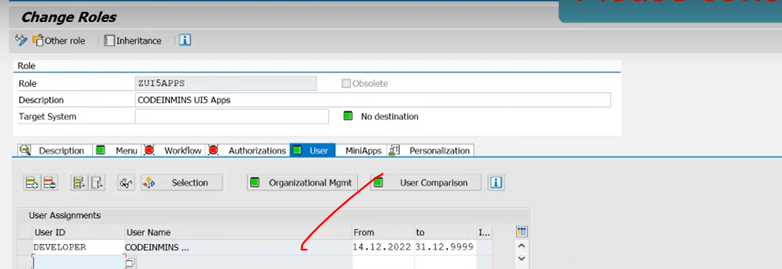 Change Roles
Other role Inheritance
Role
Role ZUI5APPS Obsolete
Description CODEINMINS UI5 Apps
Target System No destination
Description Menu Workflow Authorizations User MiniApps Personalization
Selection Organizational Mgmt User Comparison
User Assignments
User ID User Name From to I...
DEVELOPER CODEINMINS ... 14.12.2022 31.12.9999